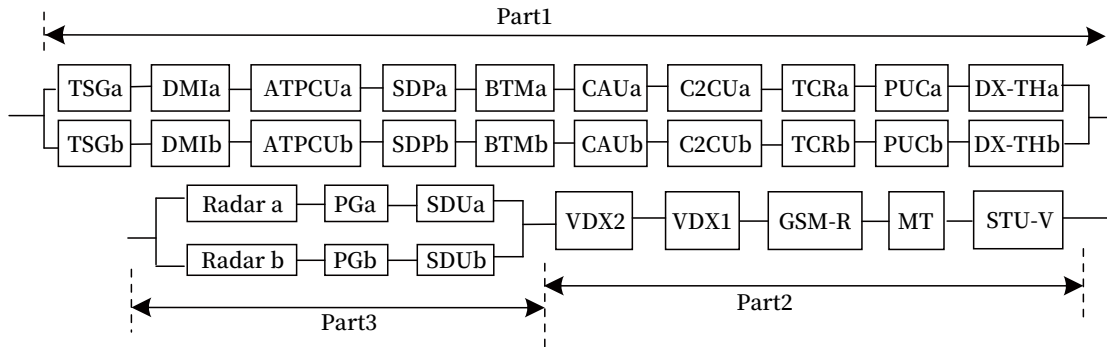 Part1
TSGa DMIa ATPCUa SDPa BTMa CAUa C2CUa TCRa PUCa DX-THa
TSGb DMIb ATPCUb SDPb BTMb CAUb C2CUb TCRb PUCb DX-THb
Radar a PGa SDUa VDX2 VDX1 GSM-R MT STU-V
Radar b PGb SDUb
Part2
Part3